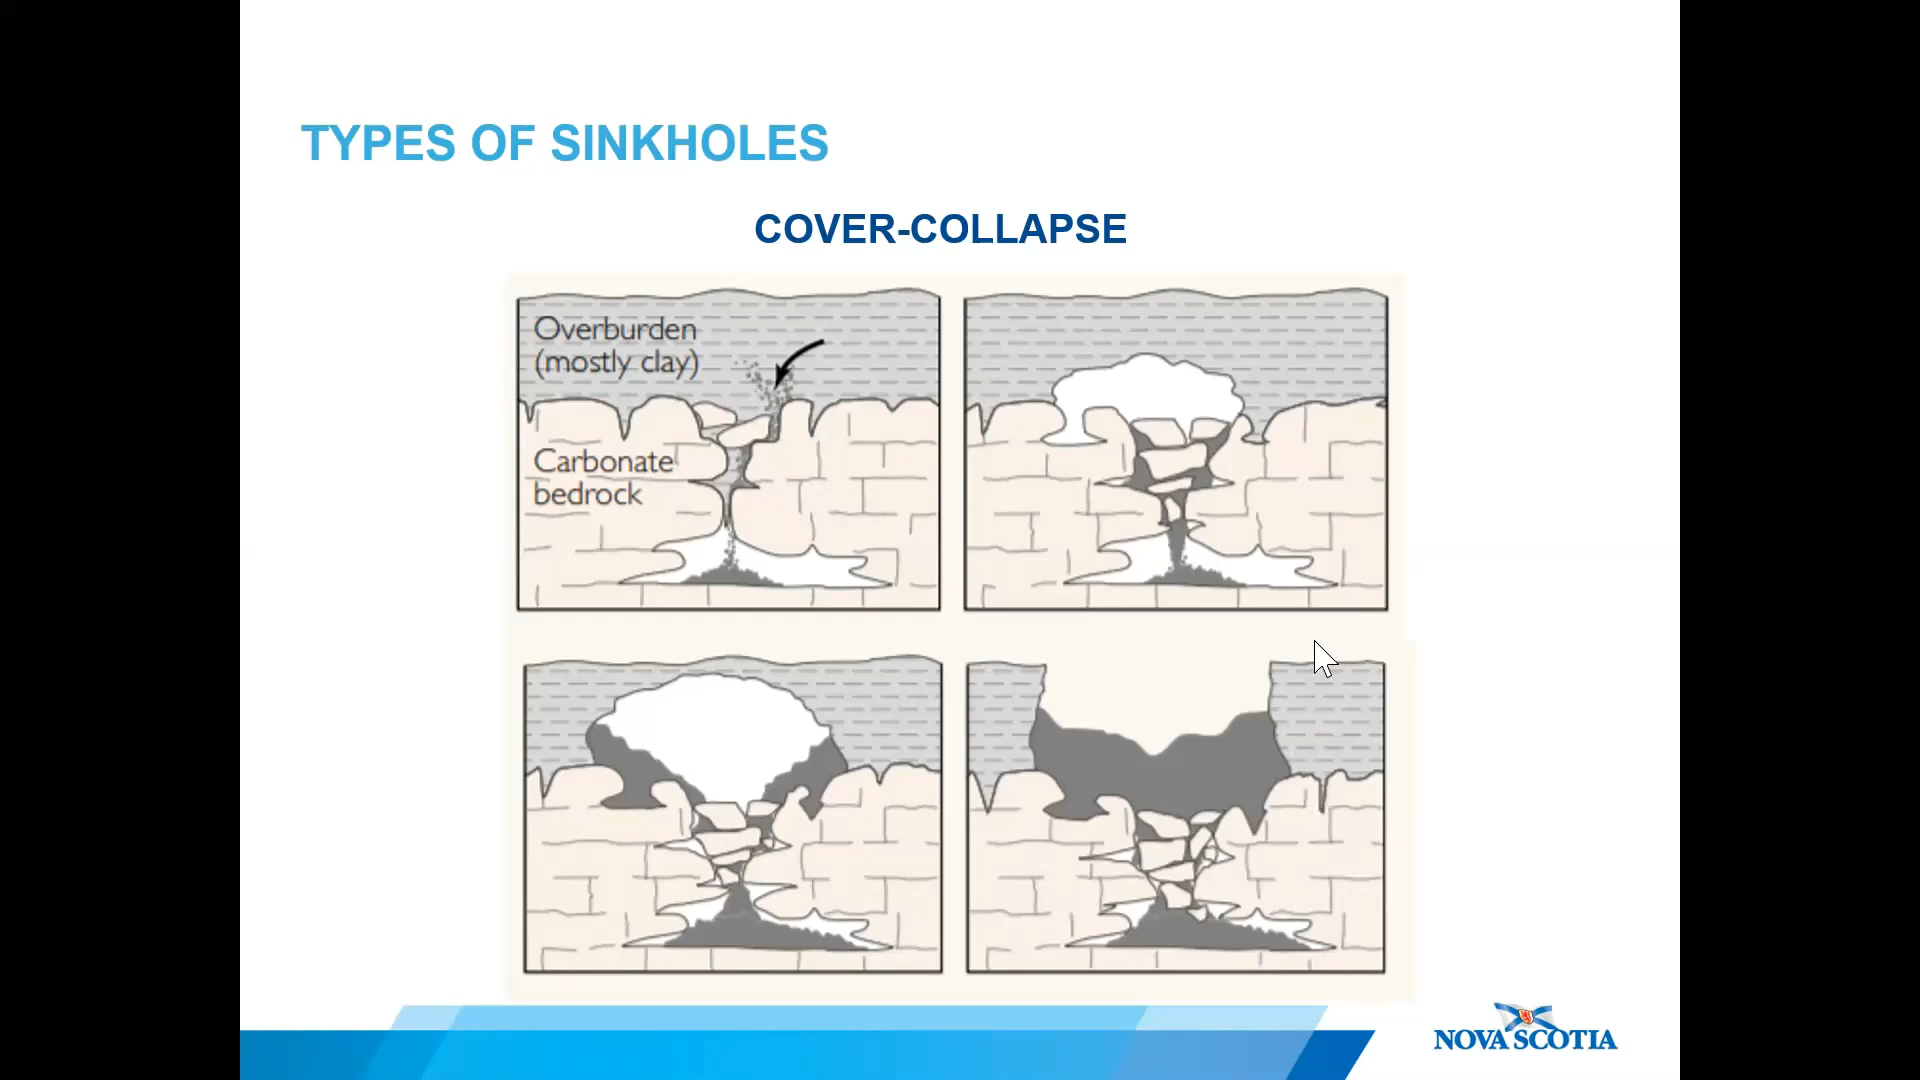 TYPES OF SINKHOLES
COVER-COLLAPSE
Overburden
(mostly clay)
Carbonate
bedrock
NOVA SCOTIA